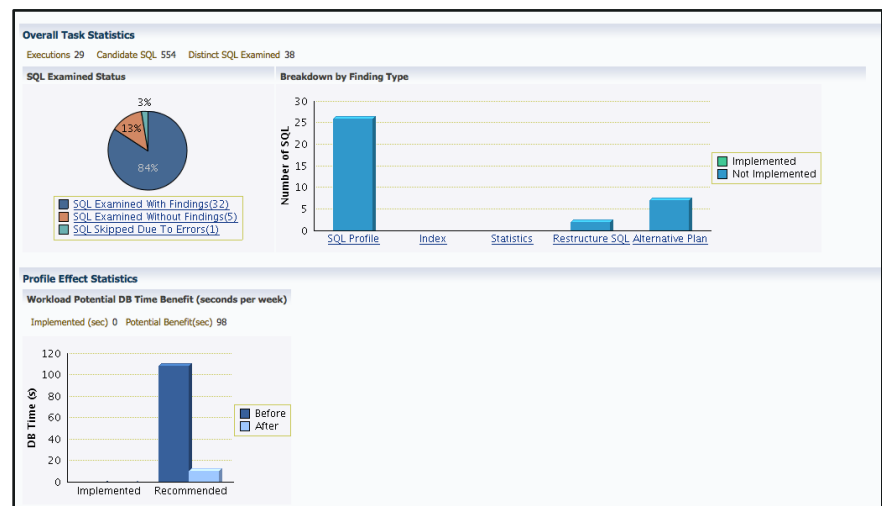 Overall Task Statistics
Executions 29 Candidate SQL 554 Distinct SQL Examined 38
SQL Examined Status
3%
13%
84%
SQL Examined With Findings(32)
SQL Examined Without Findings(5)
SQL Skipped Due To Errors(1)
Breakdown by Finding Type
Number of SQL
30
25
20
15
10
5
0
SQL Profile Index Statistics Restructure SQL Alternative Plan
Implemented
Not Implemented
Profile Effect Statistics
Workload Potential DB Time Benefit (seconds per week)
Implemented (sec) 0 Potential Benefit(sec) 98
DB Time (s)
120
100
80
60
40
20
0
Implemented Recommended
Before
After